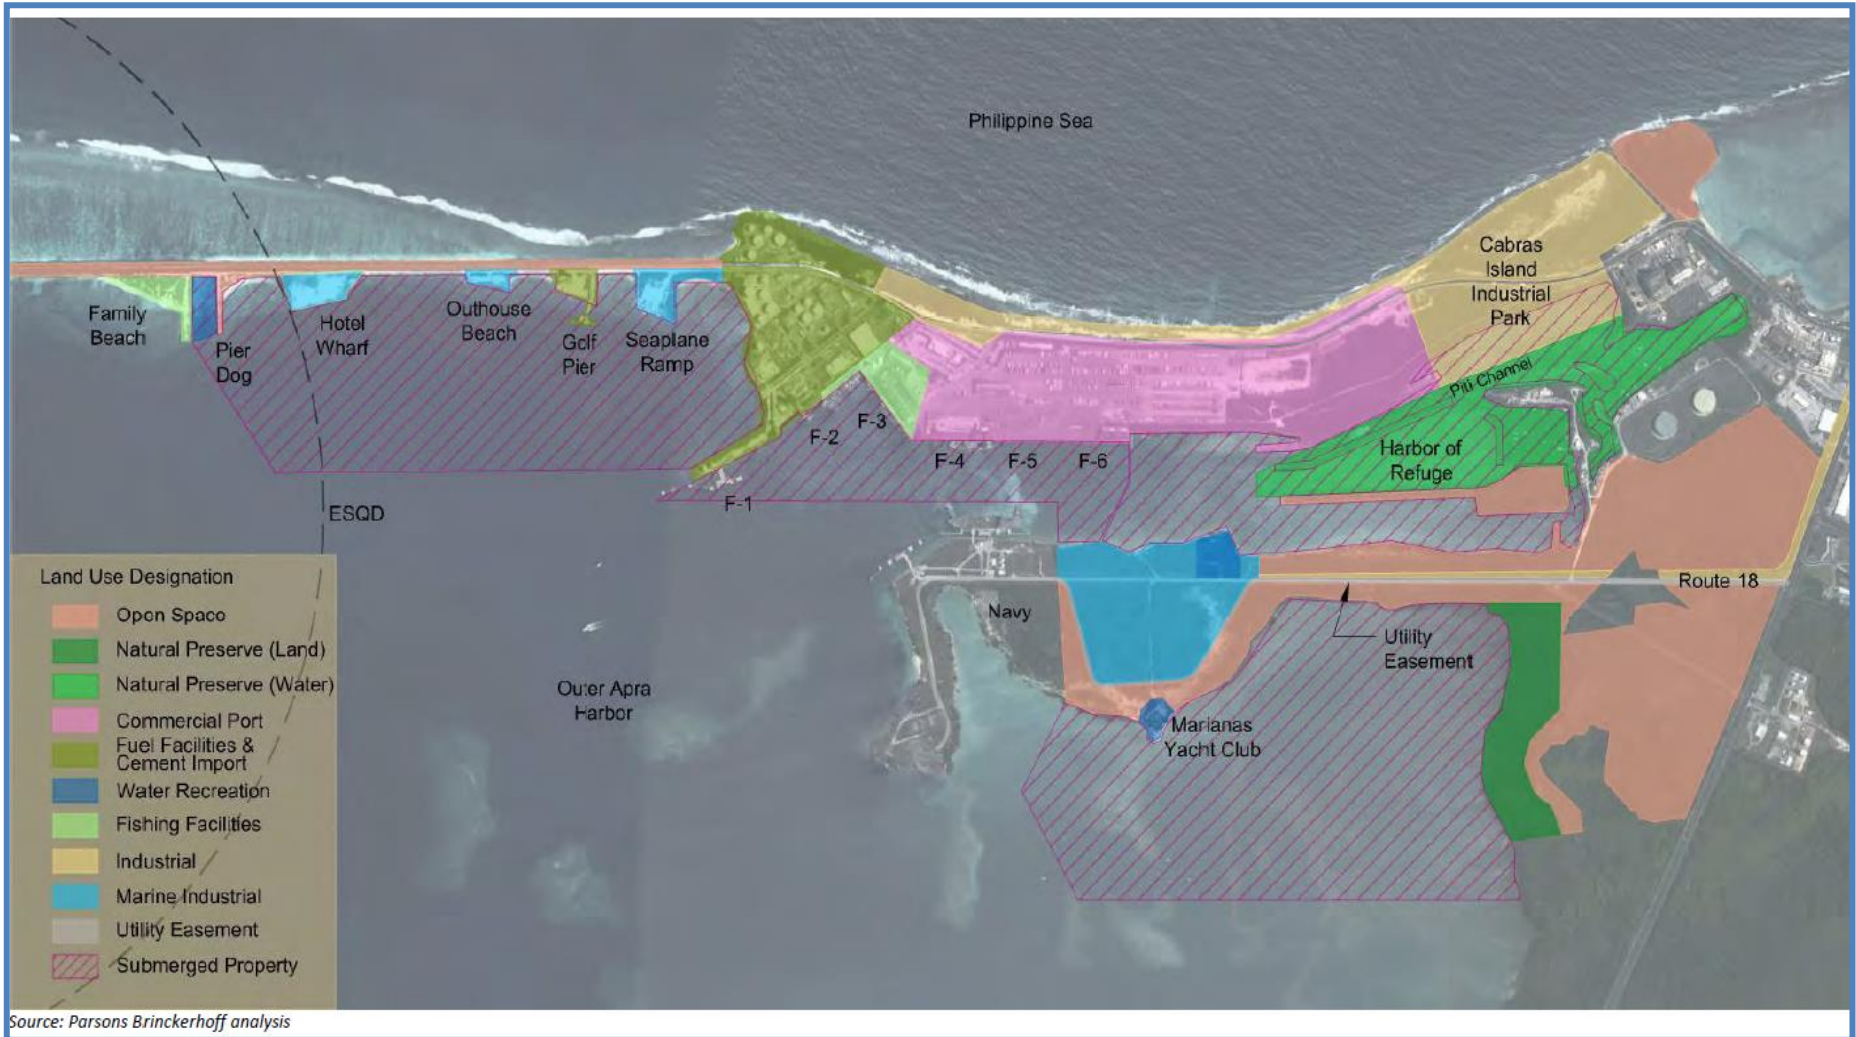 Philippine Sea
Cabras
Island
Industrial
Park
Family
Beach
Pier
Dog
Hotel
Wharf
Outhouse
Beach
Golf
Pier
Seaplane
Ramp
F-1
F-2
F-3
F-4
F-5
F-6
Piti Channel
Harbor of
Refuge
ESQD
Navy
Route 18
Utility
Easement
Outer Apra
Harbor
Marianas
Yacht Club
Land Use Designation
Open Space
Natural Preserve (Land)
Natural Preserve (Water)
Commercial Port
Fuel Facilities &
Cement Import
Water Recreation
Fishing Facilities
Industrial
Marine Industrial
Utility Easement
Submerged Property
Source: Parsons Brinckerhoff analysis